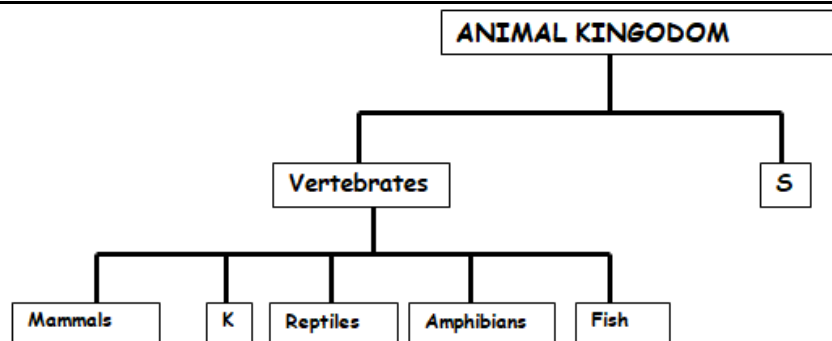 ANIMAL KINGODOM
Vertebrates
S
Mammals
K
Reptiles
Amphibians
Fish